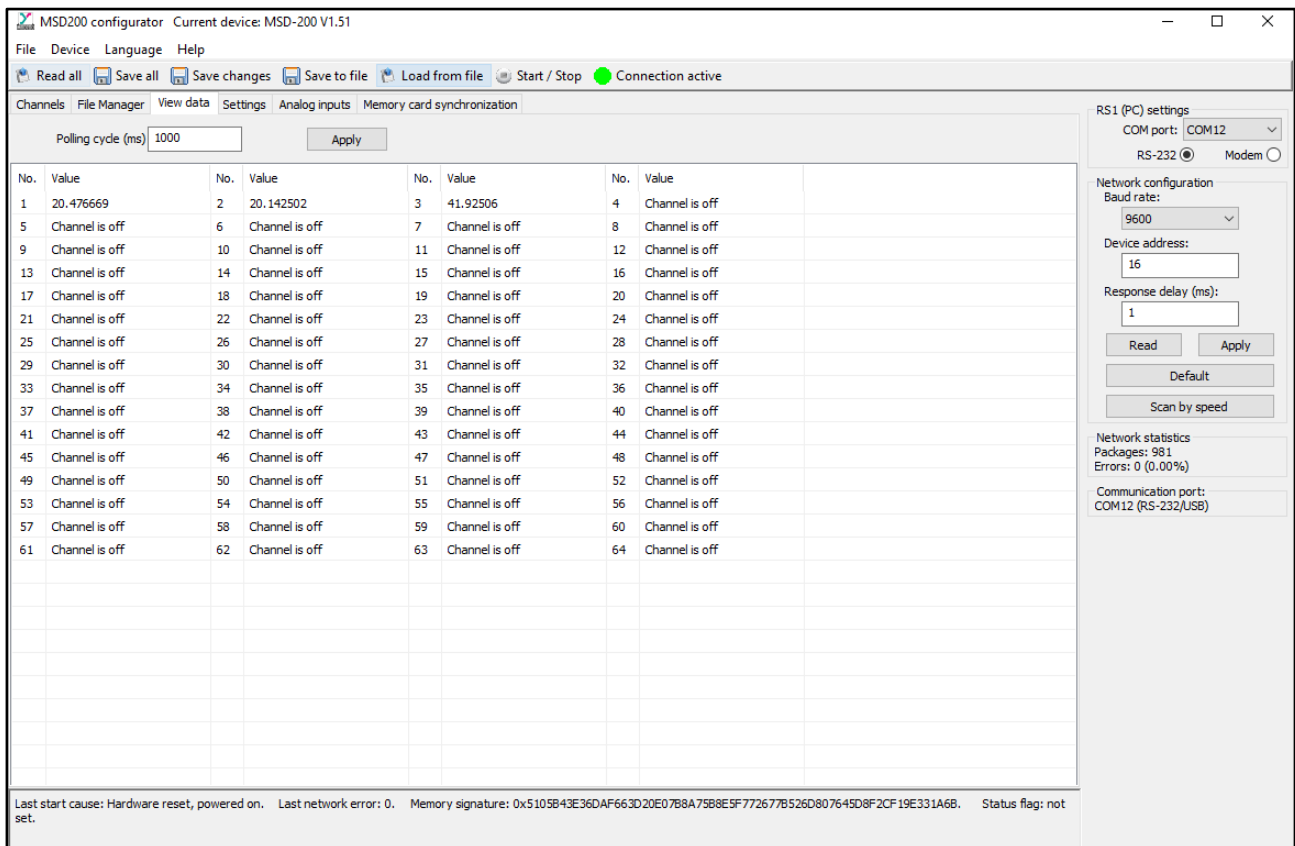 MSD200 configurator Current device: MSD-200 V1.51
File Device Language Help
Read all Save all Save changes Save to file Load from file Start / Stop Connection active
Channels File Manager View data Settings Analog inputs Memory card synchronization
Polling cycle (ms) 1000 Apply
No. Value No. Value No. Value No. Value
1 20.476669 2 20.142502 3 41.92506 4 Channel is off
5 Channel is off 6 Channel is off 7 Channel is off 8 Channel is off
9 Channel is off 10 Channel is off 11 Channel is off 12 Channel is off
13 Channel is off 14 Channel is off 15 Channel is off 16 Channel is off
17 Channel is off 18 Channel is off 19 Channel is off 20 Channel is off
21 Channel is off 22 Channel is off 23 Channel is off 24 Channel is off
25 Channel is off 26 Channel is off 27 Channel is off 28 Channel is off
29 Channel is off 30 Channel is off 31 Channel is off 32 Channel is off
33 Channel is off 34 Channel is off 35 Channel is off 36 Channel is off
37 Channel is off 38 Channel is off 39 Channel is off 40 Channel is off
41 Channel is off 42 Channel is off 43 Channel is off 44 Channel is off
45 Channel is off 46 Channel is off 47 Channel is off 48 Channel is off
49 Channel is off 50 Channel is off 51 Channel is off 52 Channel is off
53 Channel is off 54 Channel is off 55 Channel is off 56 Channel is off
57 Channel is off 58 Channel is off 59 Channel is off 60 Channel is off
61 Channel is off 62 Channel is off 63 Channel is off 64 Channel is off
Last start cause: Hardware reset, powered on. Last network error: 0. Memory signature: 0x5105B43E36DAF663D20E07B8A75B8E5F772677B526D807645D8F2CF19E331A6B. Status flag: not
set.
RS1 (PC) settings
COM port: COM12
RS-232 Modem
Network configuration
Baud rate:
9600
Device address:
16
Response delay (ms):
1
Read Apply
Default
Scan by speed
Network statistics
Packages: 981
Errors: 0 (0.00%)
Communication port:
COM12 (RS-232/USB)